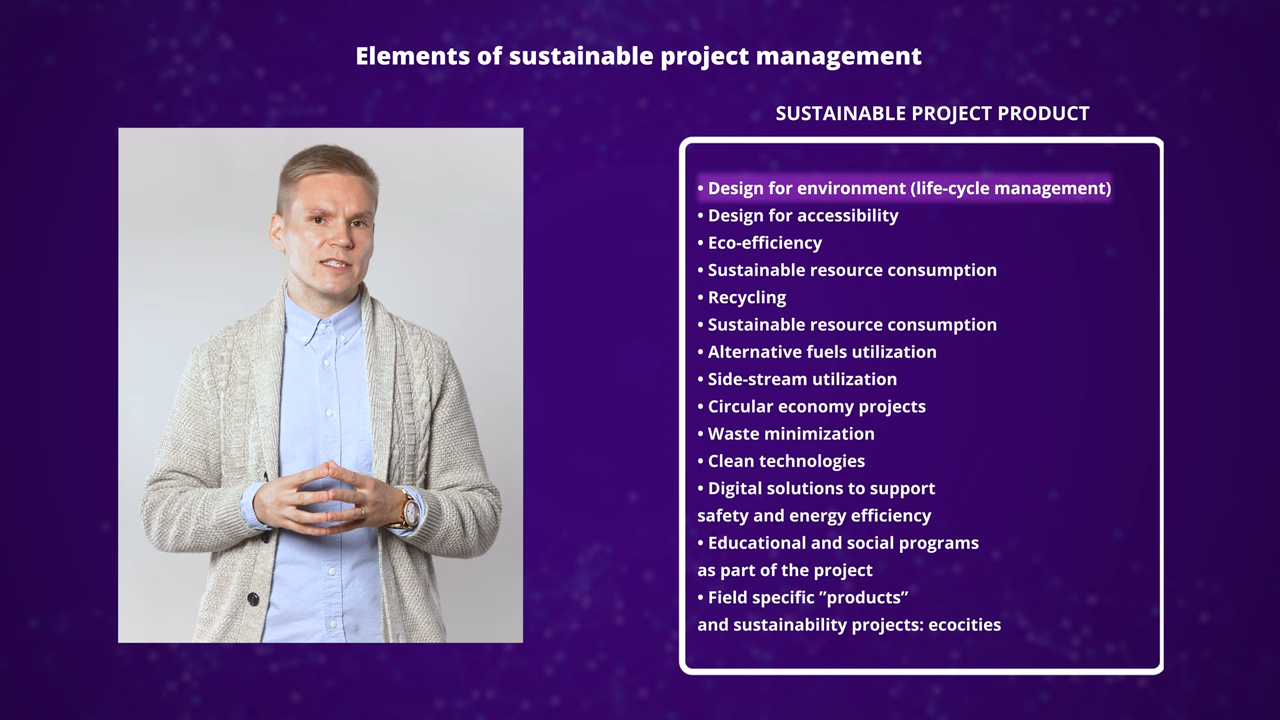 Elements of sustainable project management
SUSTAINABLE PROJECT PRODUCT
• Design for environment (life-cycle management)
• Design for accessibility
• Eco-efficiency
• Sustainable resource consumption
• Recycling
• Sustainable resource consumption
• Alternative fuels utilization
• Side-stream utilization
• Circular economy projects
• Waste minimization
• Clean technologies
• Digital solutions to support
safety and energy efficiency
• Educational and social programs
as part of the project
• Field specific ”products”
and sustainability projects: ecocities